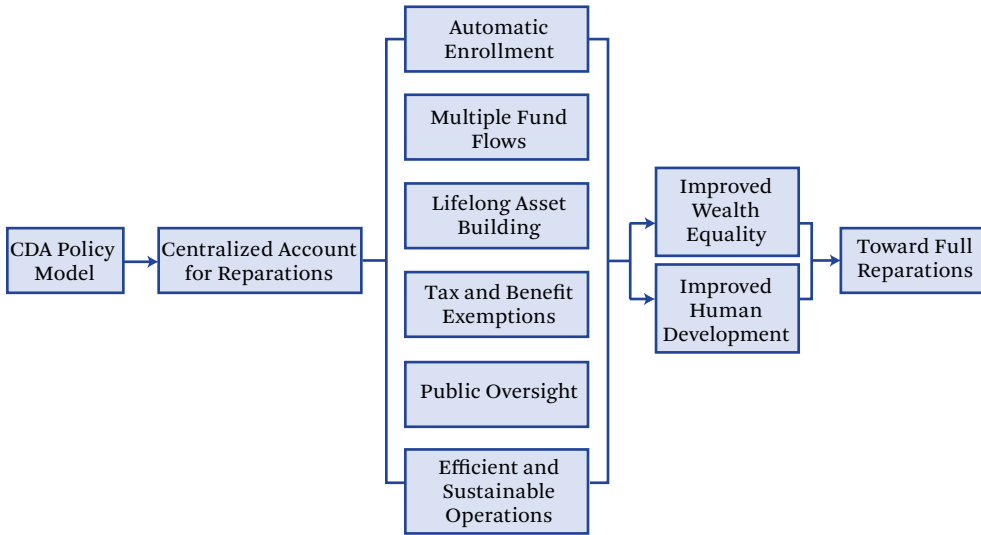 CDA Policy
Model
Centralized Account
for Reparations
Automatic
Enrollment
Multiple Fund
Flows
Lifelong Asset
Building
Tax and Benefit
Exemptions
Public Oversight
Efficient and
Sustainable
Operations
Improved
Wealth
Equality
Improved
Human
Development
Toward Full
Reparations